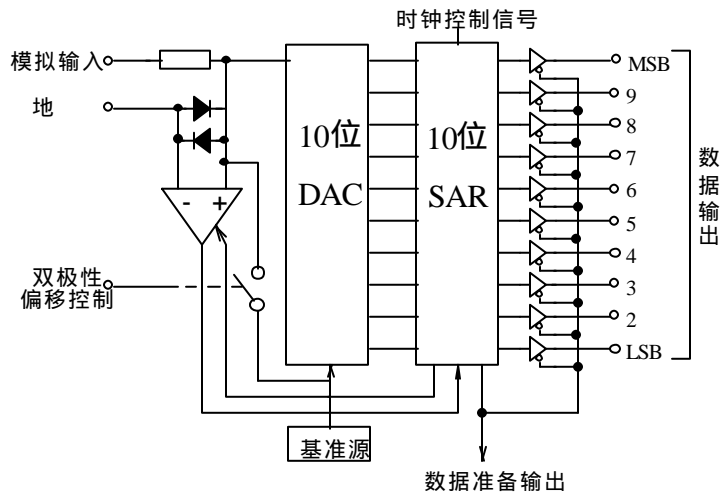 时钟控制信号
模拟输入
地
10位
DAC
10位
SAR
MSB
9
8
7
6
5
4
3
2
LSB
数据输出
- +
双极性
偏移控制
基准源
数据准备输出